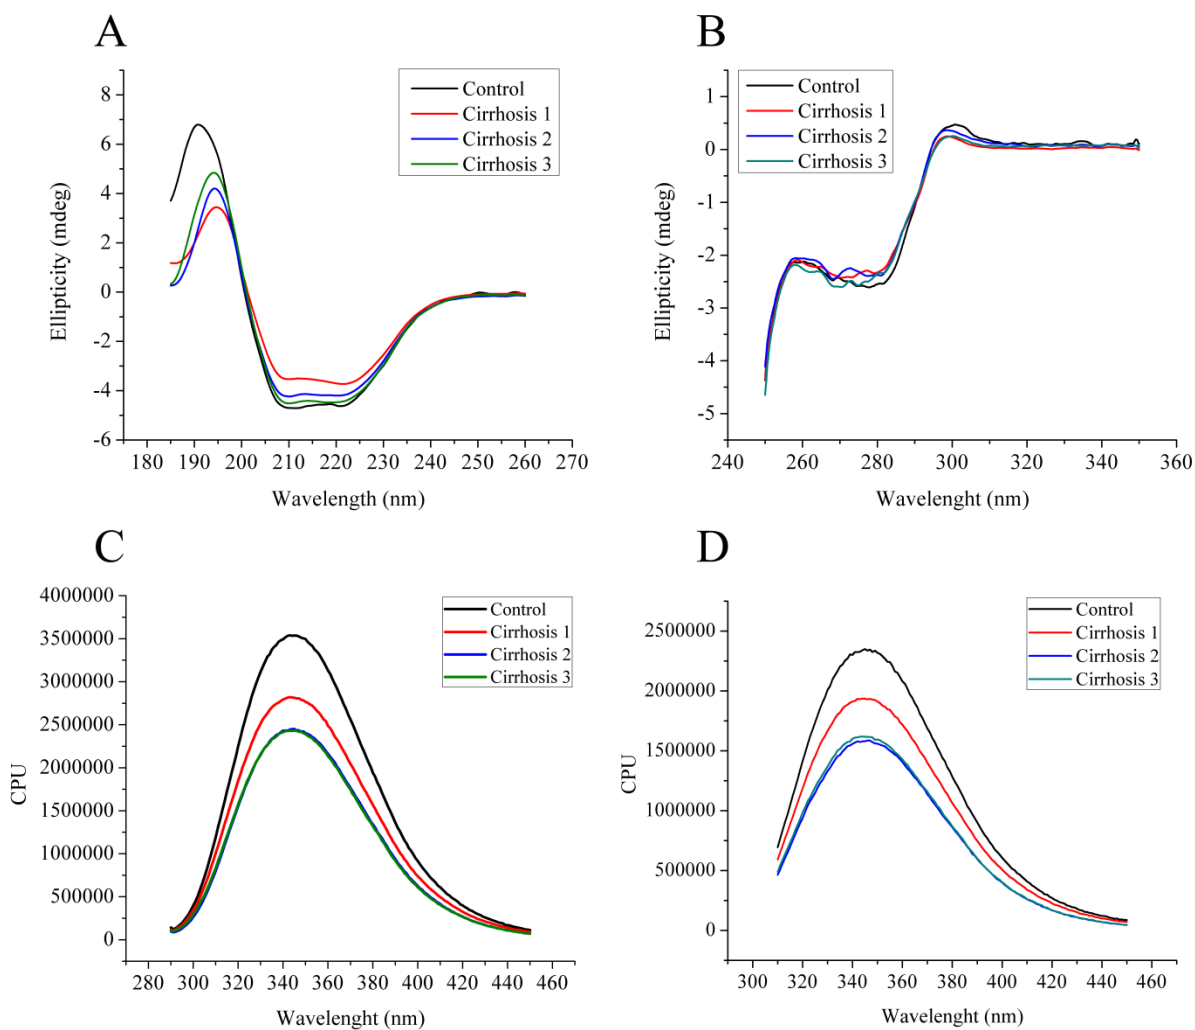 A
Control
Cirrhosis 1
Cirrhosis 2
Cirrhosis 3
Ellipticity (mdeg)
8
6
4
2
0
-2
-4
-6
180 190 200 210 220 230 240 250 260 270
Wavelength (nm)
B
Control
Cirrhosis 1
Cirrhosis 2
Cirrhosis 3
Ellipticity (mdeg)
1
0
-1
-2
-3
-4
-5
240 260 280 300 320 340 360
Wavelenght (nm)
C
Control
Cirrhosis 1
Cirrhosis 2
Cirrhosis 3
CPU
4000000
3500000
3000000
2500000
2000000
1500000
1000000
500000
0
280 300 320 340 360 380 400 420 440 460
Wavelenght (nm)
D
Control
Cirrhosis 1
Cirrhosis 2
Cirrhosis 3
CPU
2500000
2000000
1500000
1000000
500000
0
300 320 340 360 380 400 420 440 460
Wavelenght (nm)